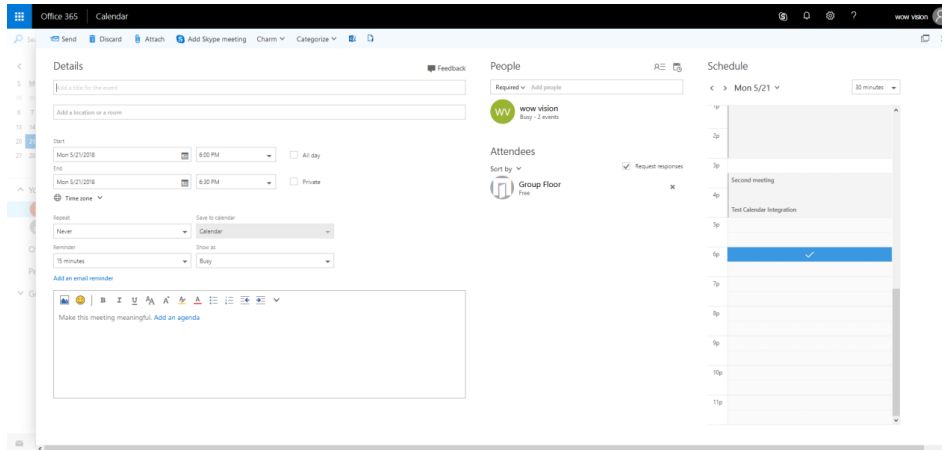 Office 365 Calendar
wow vision
Send Discard Attach Add Skype meeting Charm Categorize
Details
Feedback
Add a title for the event
Add a location or a room
Start
Mon 5/21/2018 6:00 PM All day
End
Mon 5/21/2018 6:30 PM Private
Time zone
Repeat Save to calendar
Never Calendar
Reminder Show as
15 minutes Busy
Add an email reminder
B I U
Make this meeting meaningful. Add an agenda
People
Required Add people
WV wow vision
Busy - 2 events
Attendees
Sort by Request responses
Group Floor
Free
Schedule
Mon 5/21 30 minutes
2p
3p
Second meeting
4p
Test Calendar Integration
5p
6p
7p
8p
9p
10p
11p